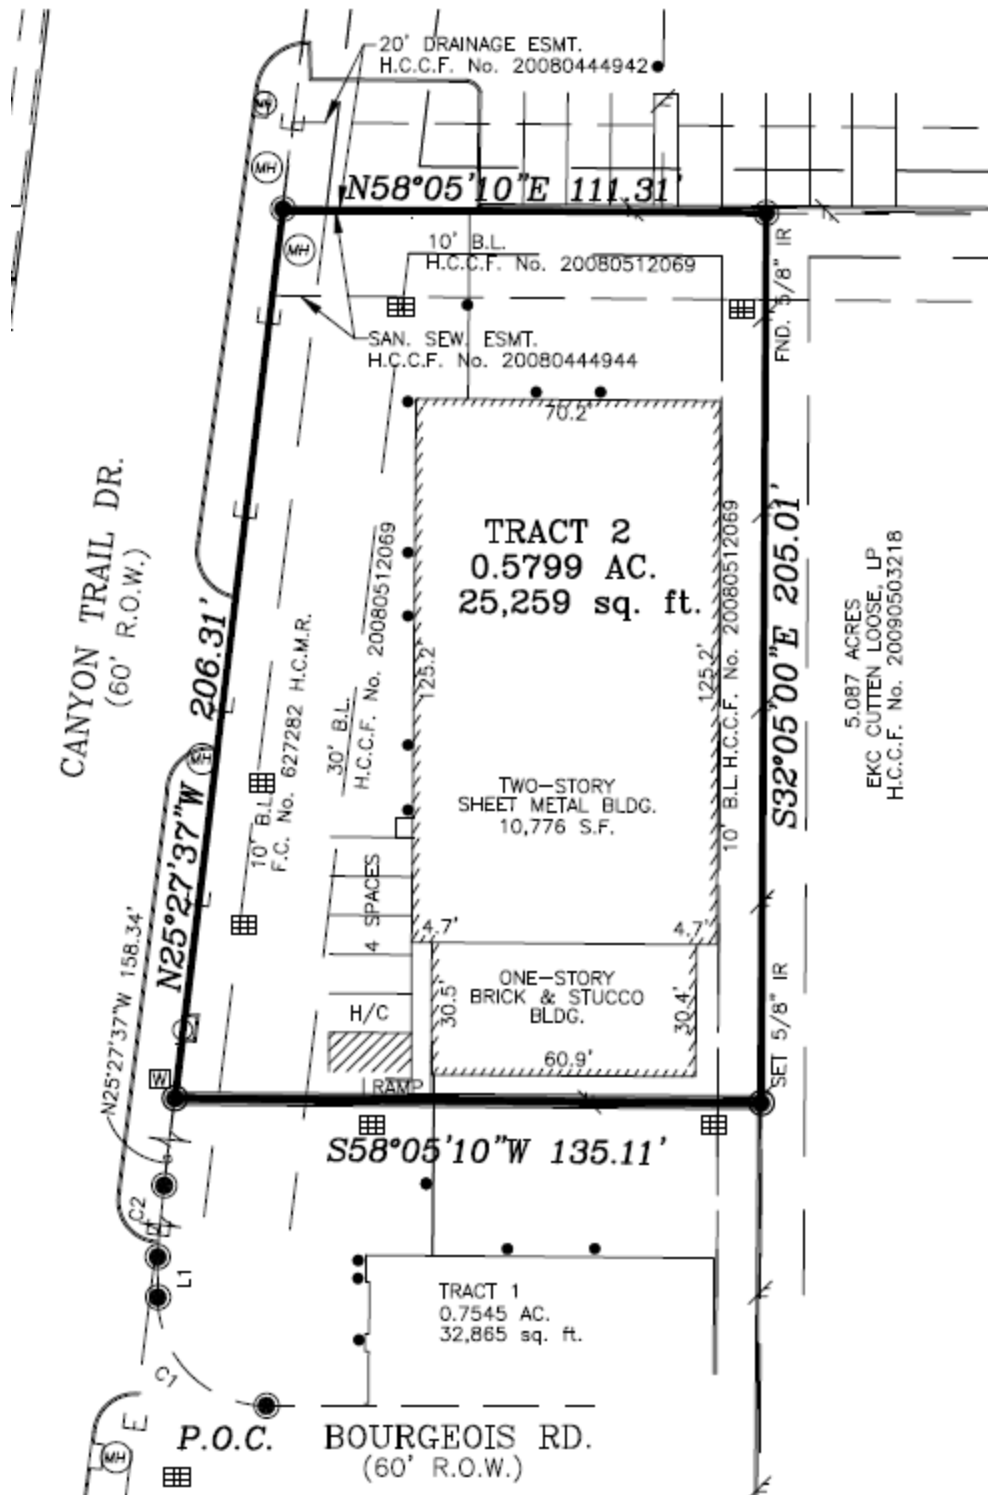 20' DRAINAGE ESMT.
H.C.C.F. No. 20080444942
MH
MH
N58°05'10"E 111.31'
MH
10' B.L.
H.C.C.F. No. 20080512069
FND. 5/8" IR
SAN. SEW. ESMT.
H.C.C.F. No. 20080444944
70.2'
TRACT 2
0.5799 AC.
25,259 sq. ft.
CANYON TRAIL DR.
(60' R.O.W.)
N25°27'37"W 206.31'
MH
10' B.L.
F.C. No. 627282 H.C.M.R.
30' B.L.
H.C.C.F. No. 20080512069
125.2'
125.2'
10' B.L. H.C.C.F. No. 20080512069
S32°05'00"E 205.01'
5.087 ACRES
EKC CUTTEN LOOSE, LP
H.C.C.F. No. 20090503218
TWO-STORY
SHEET METAL BLDG.
10,776 S.F.
4 SPACES
4.7'
4.7'
N25°27'37"W 158.34'
ONE-STORY
BRICK & STUCCO
BLDG.
30.5'
30.4'
60.9'
H/C
RAMP
W
SET 5/8" IR
S58°05'10"W 135.11'
C2
L1
TRACT 1
0.7545 AC.
32,865 sq. ft.
C1
P.O.C.
BOURGEOIS RD.
(60' R.O.W.)
MH